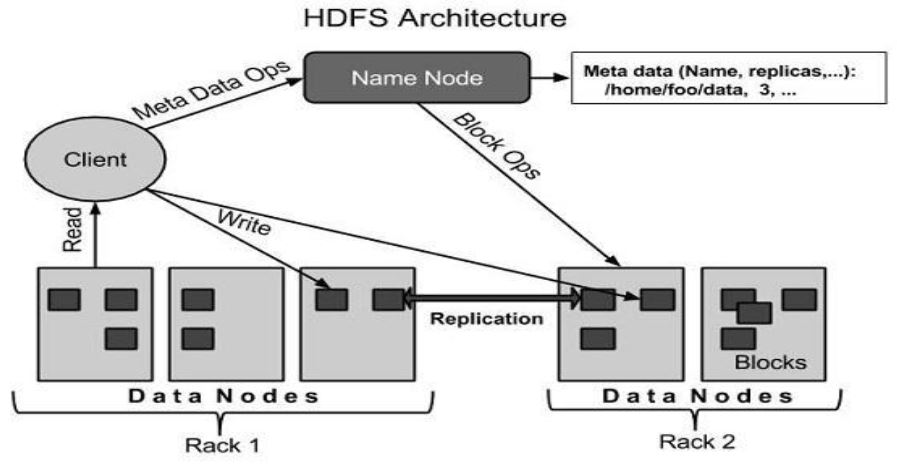 HDFS Architecture
Meta Data Ops
Name Node
Meta data (Name, replicas,...):
/home/foo/data, 3, ...
Client
Block Ops
Read
Write
Replication
Blocks
Data Nodes
Data Nodes
Rack 1
Rack 2